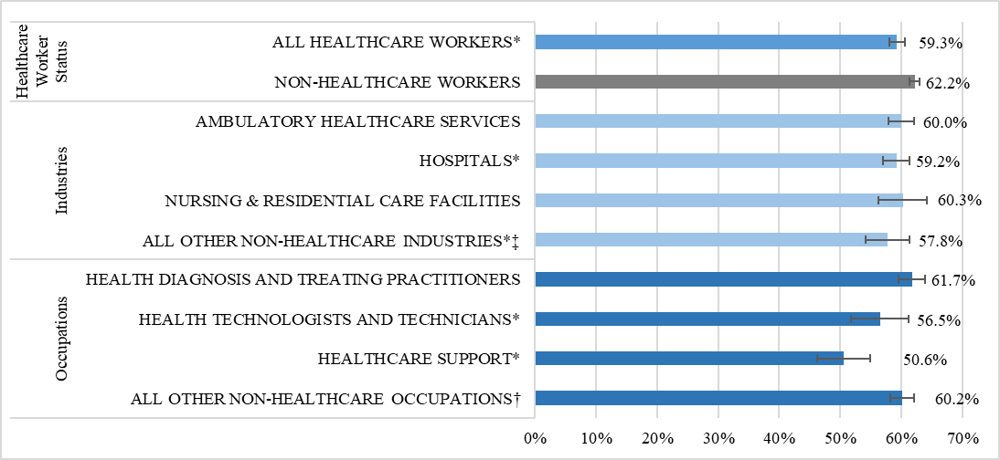 Healthcare
Worker
Status
ALL HEALTHCARE WORKERS* 59.3%
NON-HEALTHCARE WORKERS 62.2%
Industries
AMBULATORY HEALTHCARE SERVICES 60.0%
HOSPITALS* 59.2%
NURSING & RESIDENTIAL CARE FACILITIES 60.3%
ALL OTHER NON-HEALTHCARE INDUSTRIES*‡ 57.8%
Occupations
HEALTH DIAGNOSIS AND TREATING PRACTITIONERS 61.7%
HEALTH TECHNOLOGISTS AND TECHNICIANS* 56.5%
HEALTHCARE SUPPORT* 50.6%
ALL OTHER NON-HEALTHCARE OCCUPATIONS† 60.2%
0% 10% 20% 30% 40% 50% 60% 70%